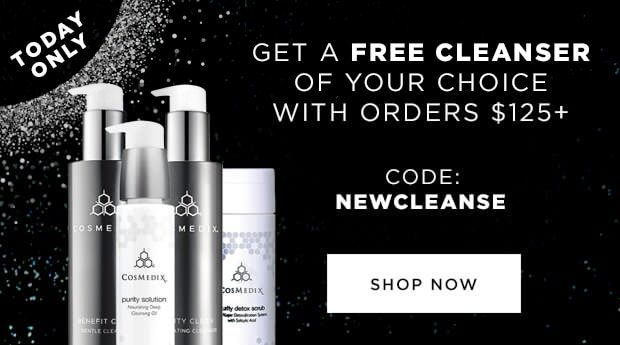 TODAY
ONLY
GET A FREE CLEANSER
OF YOUR CHOICE
WITH ORDERS $125+
CODE:
NEWCLEANSE
SHOP NOW
COSMEDIX
purity solution
Nourishing Deep
Cleansing Oil
BENEFIT
COSMEDIX
detox scrub
with Salicylic Acid